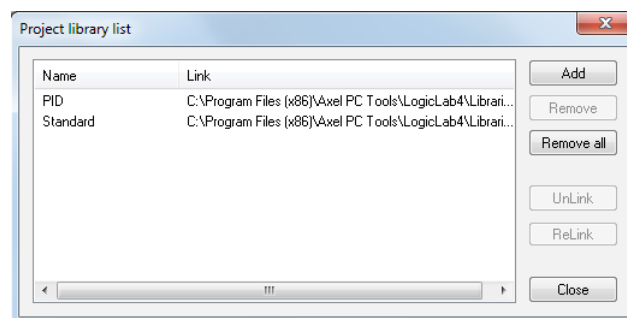 Project library list
Name Link Add
PID C:\Program Files (x86)\Axel PC Tools\LogicLab4\Librari...
Remove
Standard C:\Program Files (x86)\Axel PC Tools\LogicLab4\Librari...
Remove all
UnLink
ReLink
Close